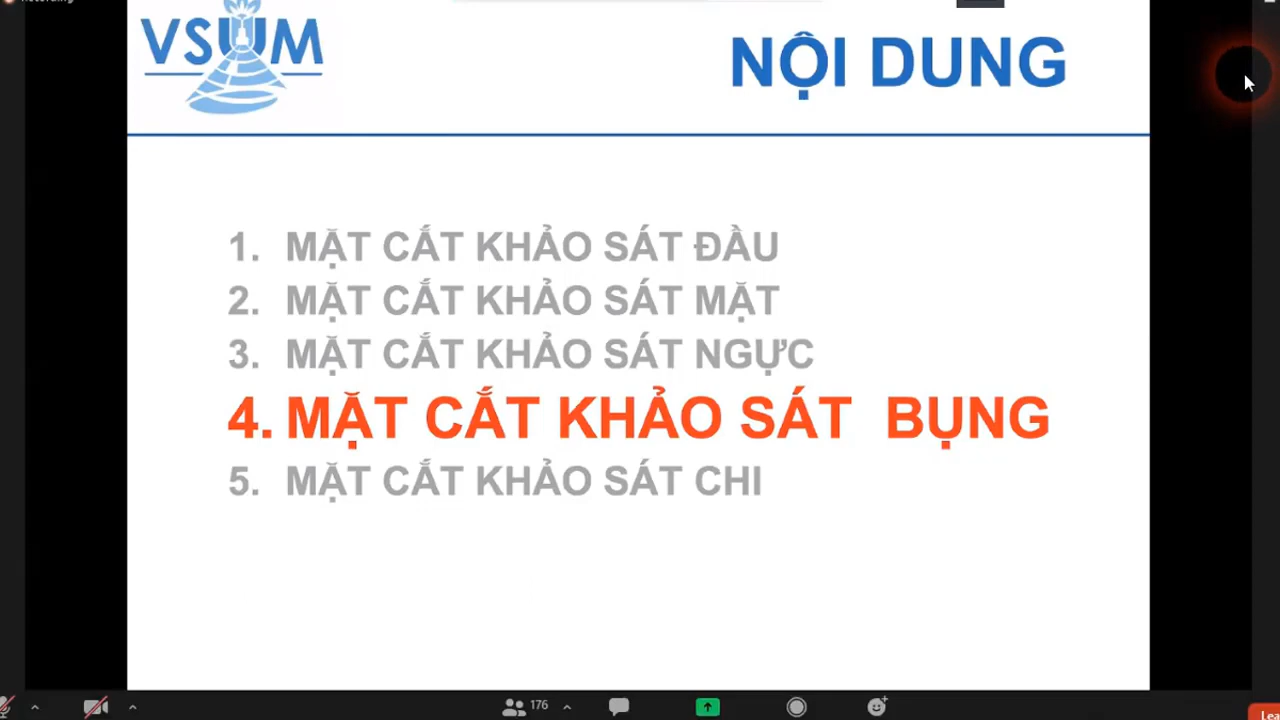 VSUM
NỘI DUNG
1. MẶT CẮT KHẢO SÁT ĐẦU
2. MẶT CẮT KHẢO SÁT MẶT
3. MẶT CẮT KHẢO SÁT NGỰC
4. MẶT CẮT KHẢO SÁT BỤNG
5. MẶT CẮT KHẢO SÁT CHI
176